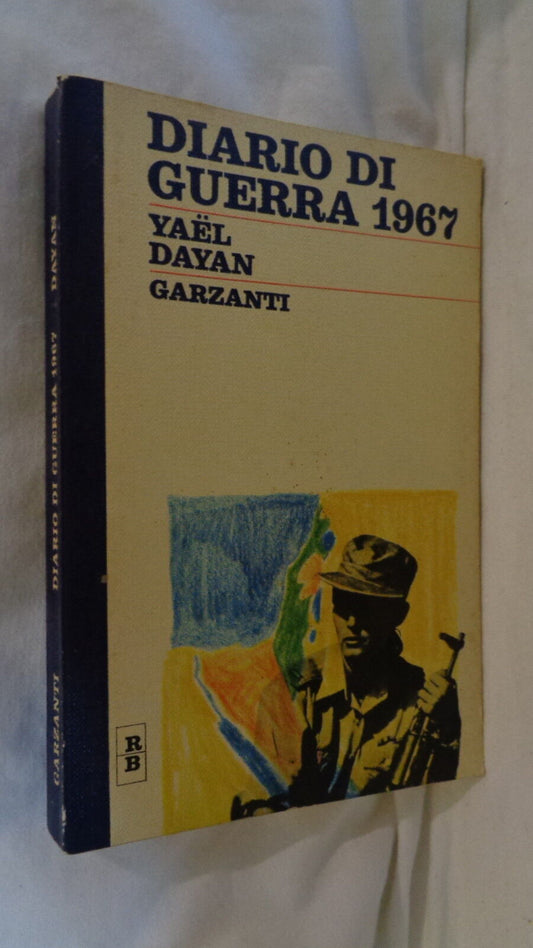 DIARIO DI
GUERRA 1967
YAËL
DAYAN
GARZANTI
R
B
GARZANTI DIARIO DI GUERRA 1967 DAYAN